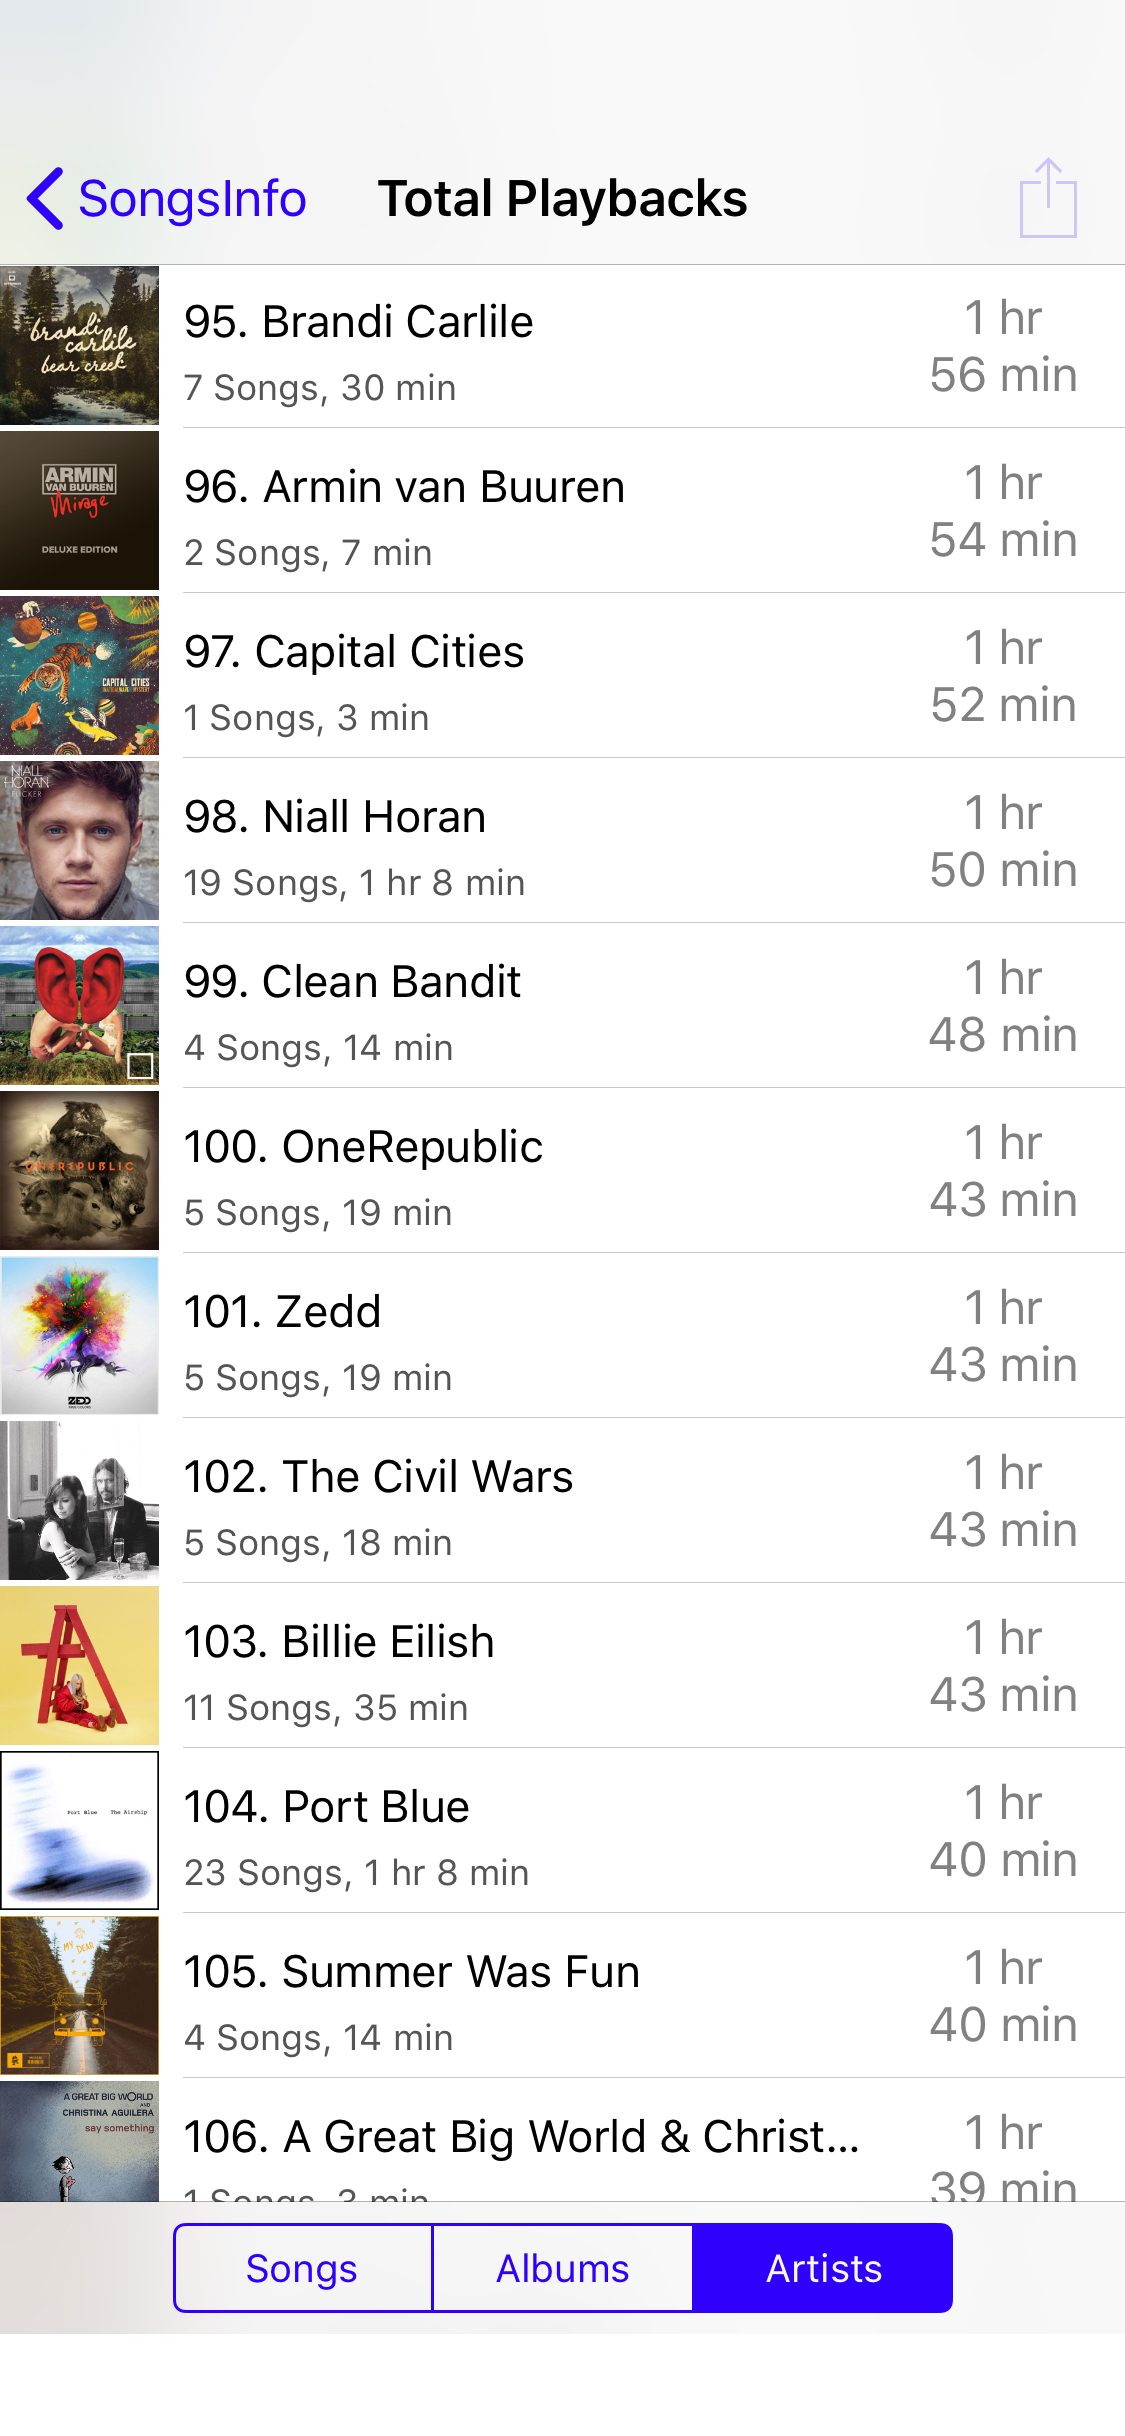 SongsInfo
Total Playbacks
brandi
carlile
bear creek
95. Brandi Carlile
7 Songs, 30 min
1 hr
56 min
ARMIN
VAN BUUREN
Mirage
DELUXE EDITION
96. Armin van Buuren
2 Songs, 7 min
1 hr
54 min
CAPITAL CITIES
97. Capital Cities
1 Songs, 3 min
1 hr
52 min
NIALL
HORAN
FLICKER
98. Niall Horan
19 Songs, 1 hr 8 min
1 hr
50 min
99. Clean Bandit
4 Songs, 14 min
1 hr
48 min
ONEREPUBLIC
100. OneRepublic
5 Songs, 19 min
1 hr
43 min
ZEDD
101. Zedd
5 Songs, 19 min
1 hr
43 min
102. The Civil Wars
5 Songs, 18 min
1 hr
43 min
103. Billie Eilish
11 Songs, 35 min
1 hr
43 min
Port Blue The Airship
104. Port Blue
23 Songs, 1 hr 8 min
1 hr
40 min
MY DEAR
105. Summer Was Fun
4 Songs, 14 min
1 hr
40 min
A GREAT BIG WORLD
AND
CHRISTINA AGUILERA
say something
106. A Great Big World & Christ...
1 Songs, 3 min
1 hr
39 min
Songs
Albums
Artists